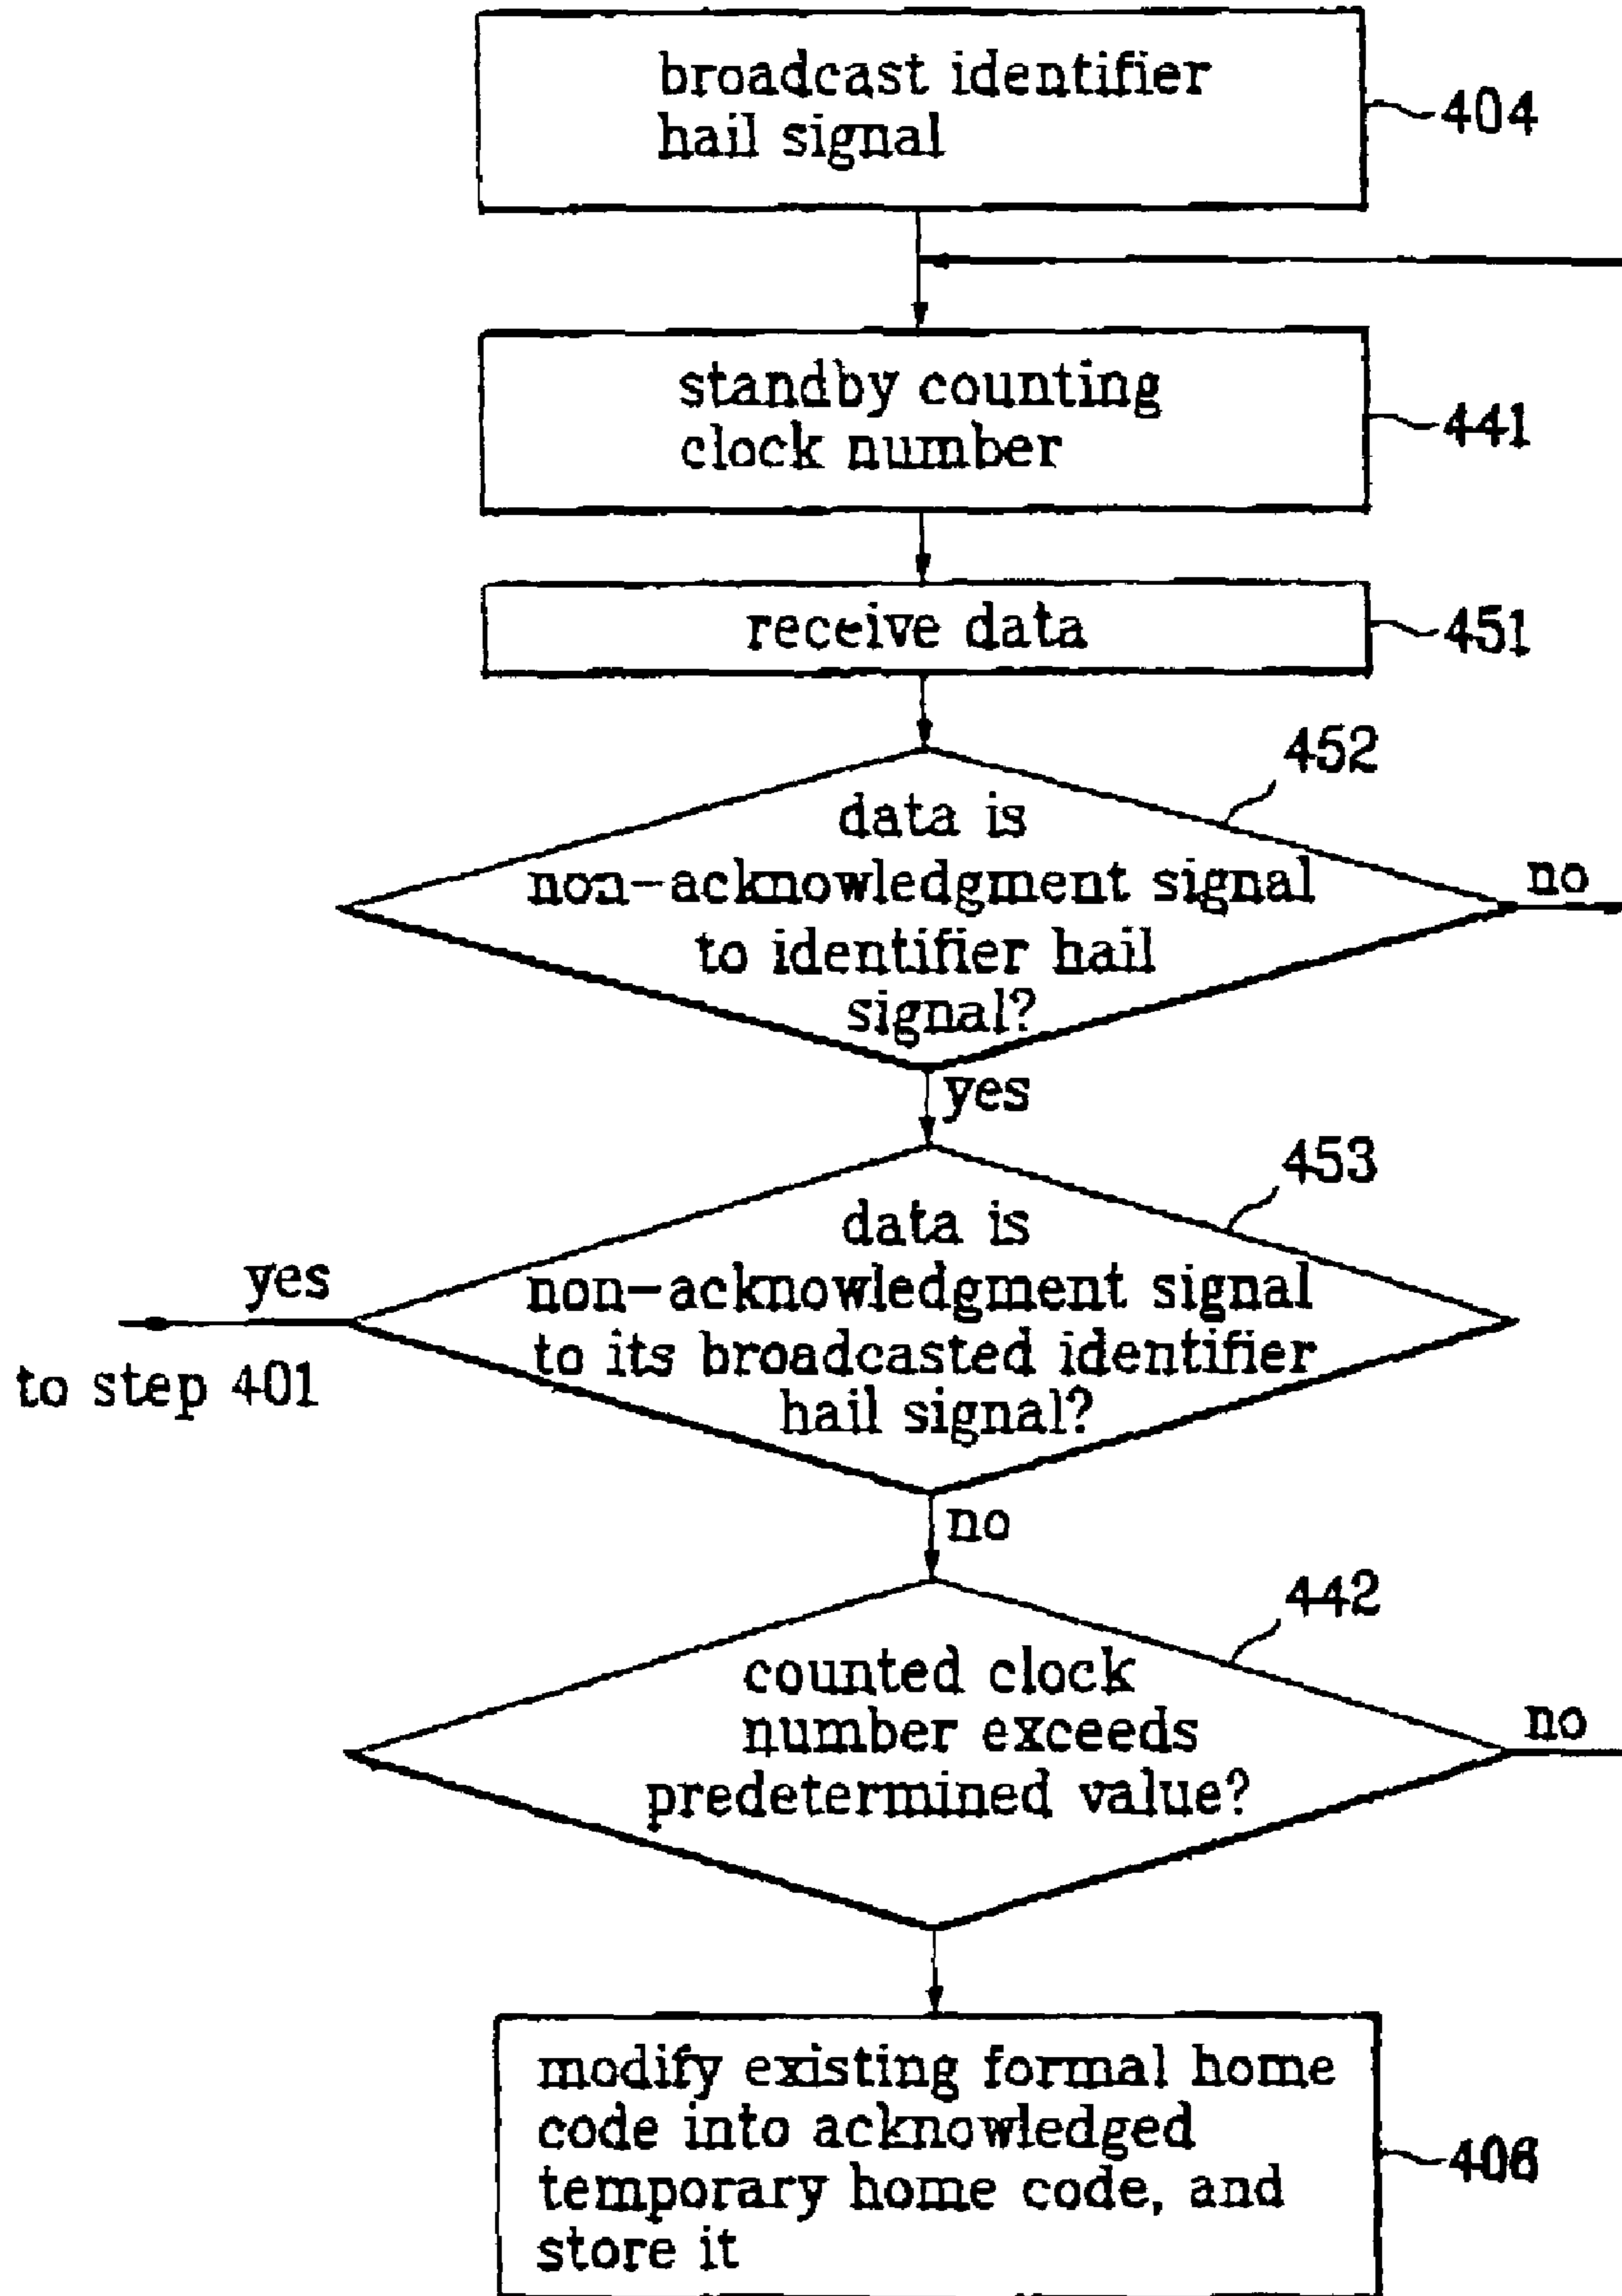 broadcast identifier
hail signal
404
standby counting
clock number
441
receive data
451
452
data is
non-acknowledgment signal
to identifier hail
signal?
no
yes
453
data is
non-acknowledgment signal
to its broadcasted identifier
hail signal?
yes
to step 401
no
442
counted clock
number exceeds
predetermined value?
no
modify existing formal home
code into acknowledged
temporary home code, and
store it
406